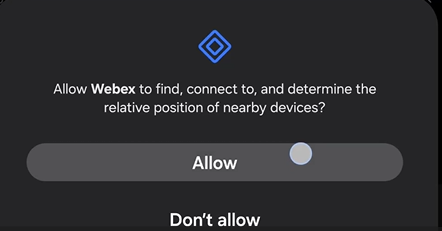 Allow Webex to find, connect to, and determine the
relative position of nearby devices?
Allow
Don't allow